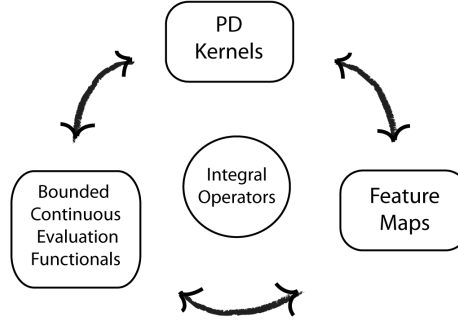 PD
Kernels
Integral
Operators
Bounded
Continuous
Evaluation
Functionals
Feature
Maps